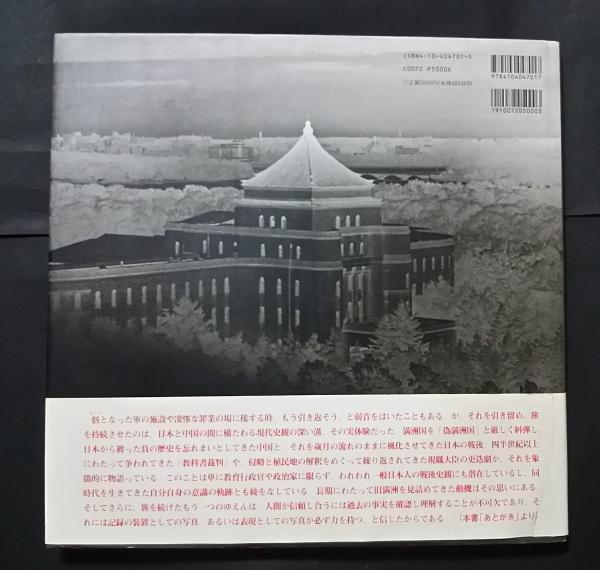 ISBN4-10-404701-5
C0072 P5000E
定価5000円(本体4854円)
9784104047017
1910072050003
骸となった軍の施設や凄惨な罪業の場に接する時、もう引き返そう、と弱音をはいたこともある が、それを引き留め、旅
を持続させたのは、日本と中国の間に横たわる現代史観の深い溝、その実体験だった 満洲国を「偽満洲国」と厳しく糾弾し、
日本から被った負の歴史を忘れまいとしてきた中国と、それを歳月の流れのままに風化させてきた日本の戦後、四半世紀以上
にわたって争われてきた「教科書裁判」や、侵略と植民地の解釈をめぐって繰り返されてきた現職大臣の更迭劇が、それを象
徴的に物語っている このことは単に教育行政官や政治家に限らず、われわれ一般日本人の戦後史観にも潜在しているし、同
時代を生きてきた自分自身の意識の軌跡とも綾をなしている 長期にわたって旧満洲を見詰めてきた動機はその思いにある
そしてさらに、旅を続けたもう一つのゆえんは、人間が信頼し合うには過去の事実を確認し理解することが不可欠であり、そ
れには記録の装置としての写真、あるいは表現としての写真が必ず力を持つ、と信じたからである (本書「あとがき」より)